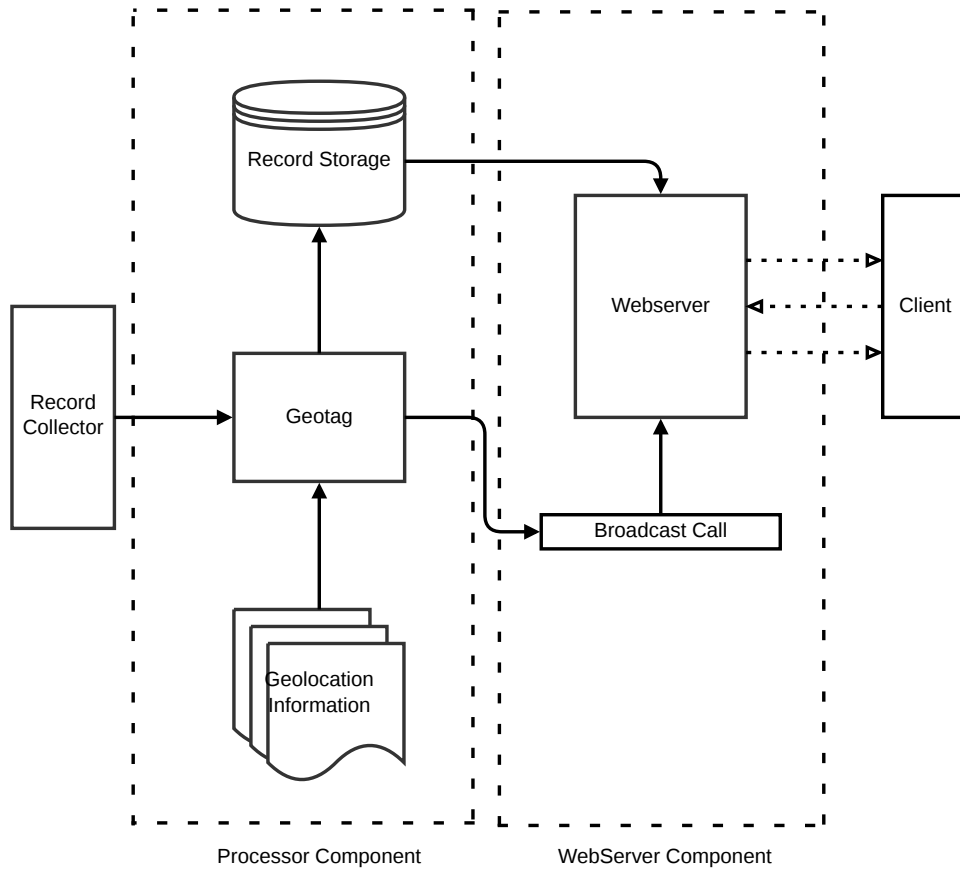 Record Storage
Webserver
Client
Record
Collector
Geotag
Broadcast Call
Geolocation
Information
Processor Component
WebServer Component